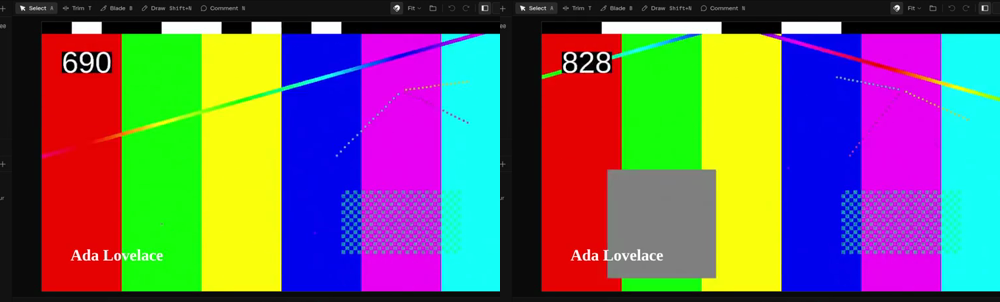 Select A Trim T Blade B Draw Shift+N Comment N Fit
690
Ada Lovelace
Select A Trim T Blade B Draw Shift+N Comment N Fit
828
Ada Lovelace